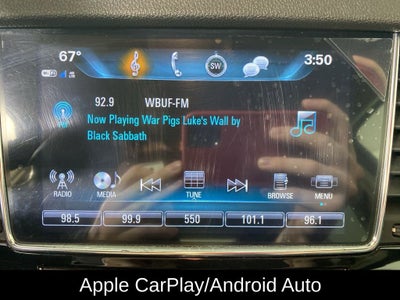 67°
SW
3:50
92.9 WBUF-FM
Now Playing War Pigs Luke's Wall by
Black Sabbath
RADIO MEDIA TUNE BROWSE MENU
98.5 99.9 550 101.1 96.1
Apple CarPlay/Android Auto